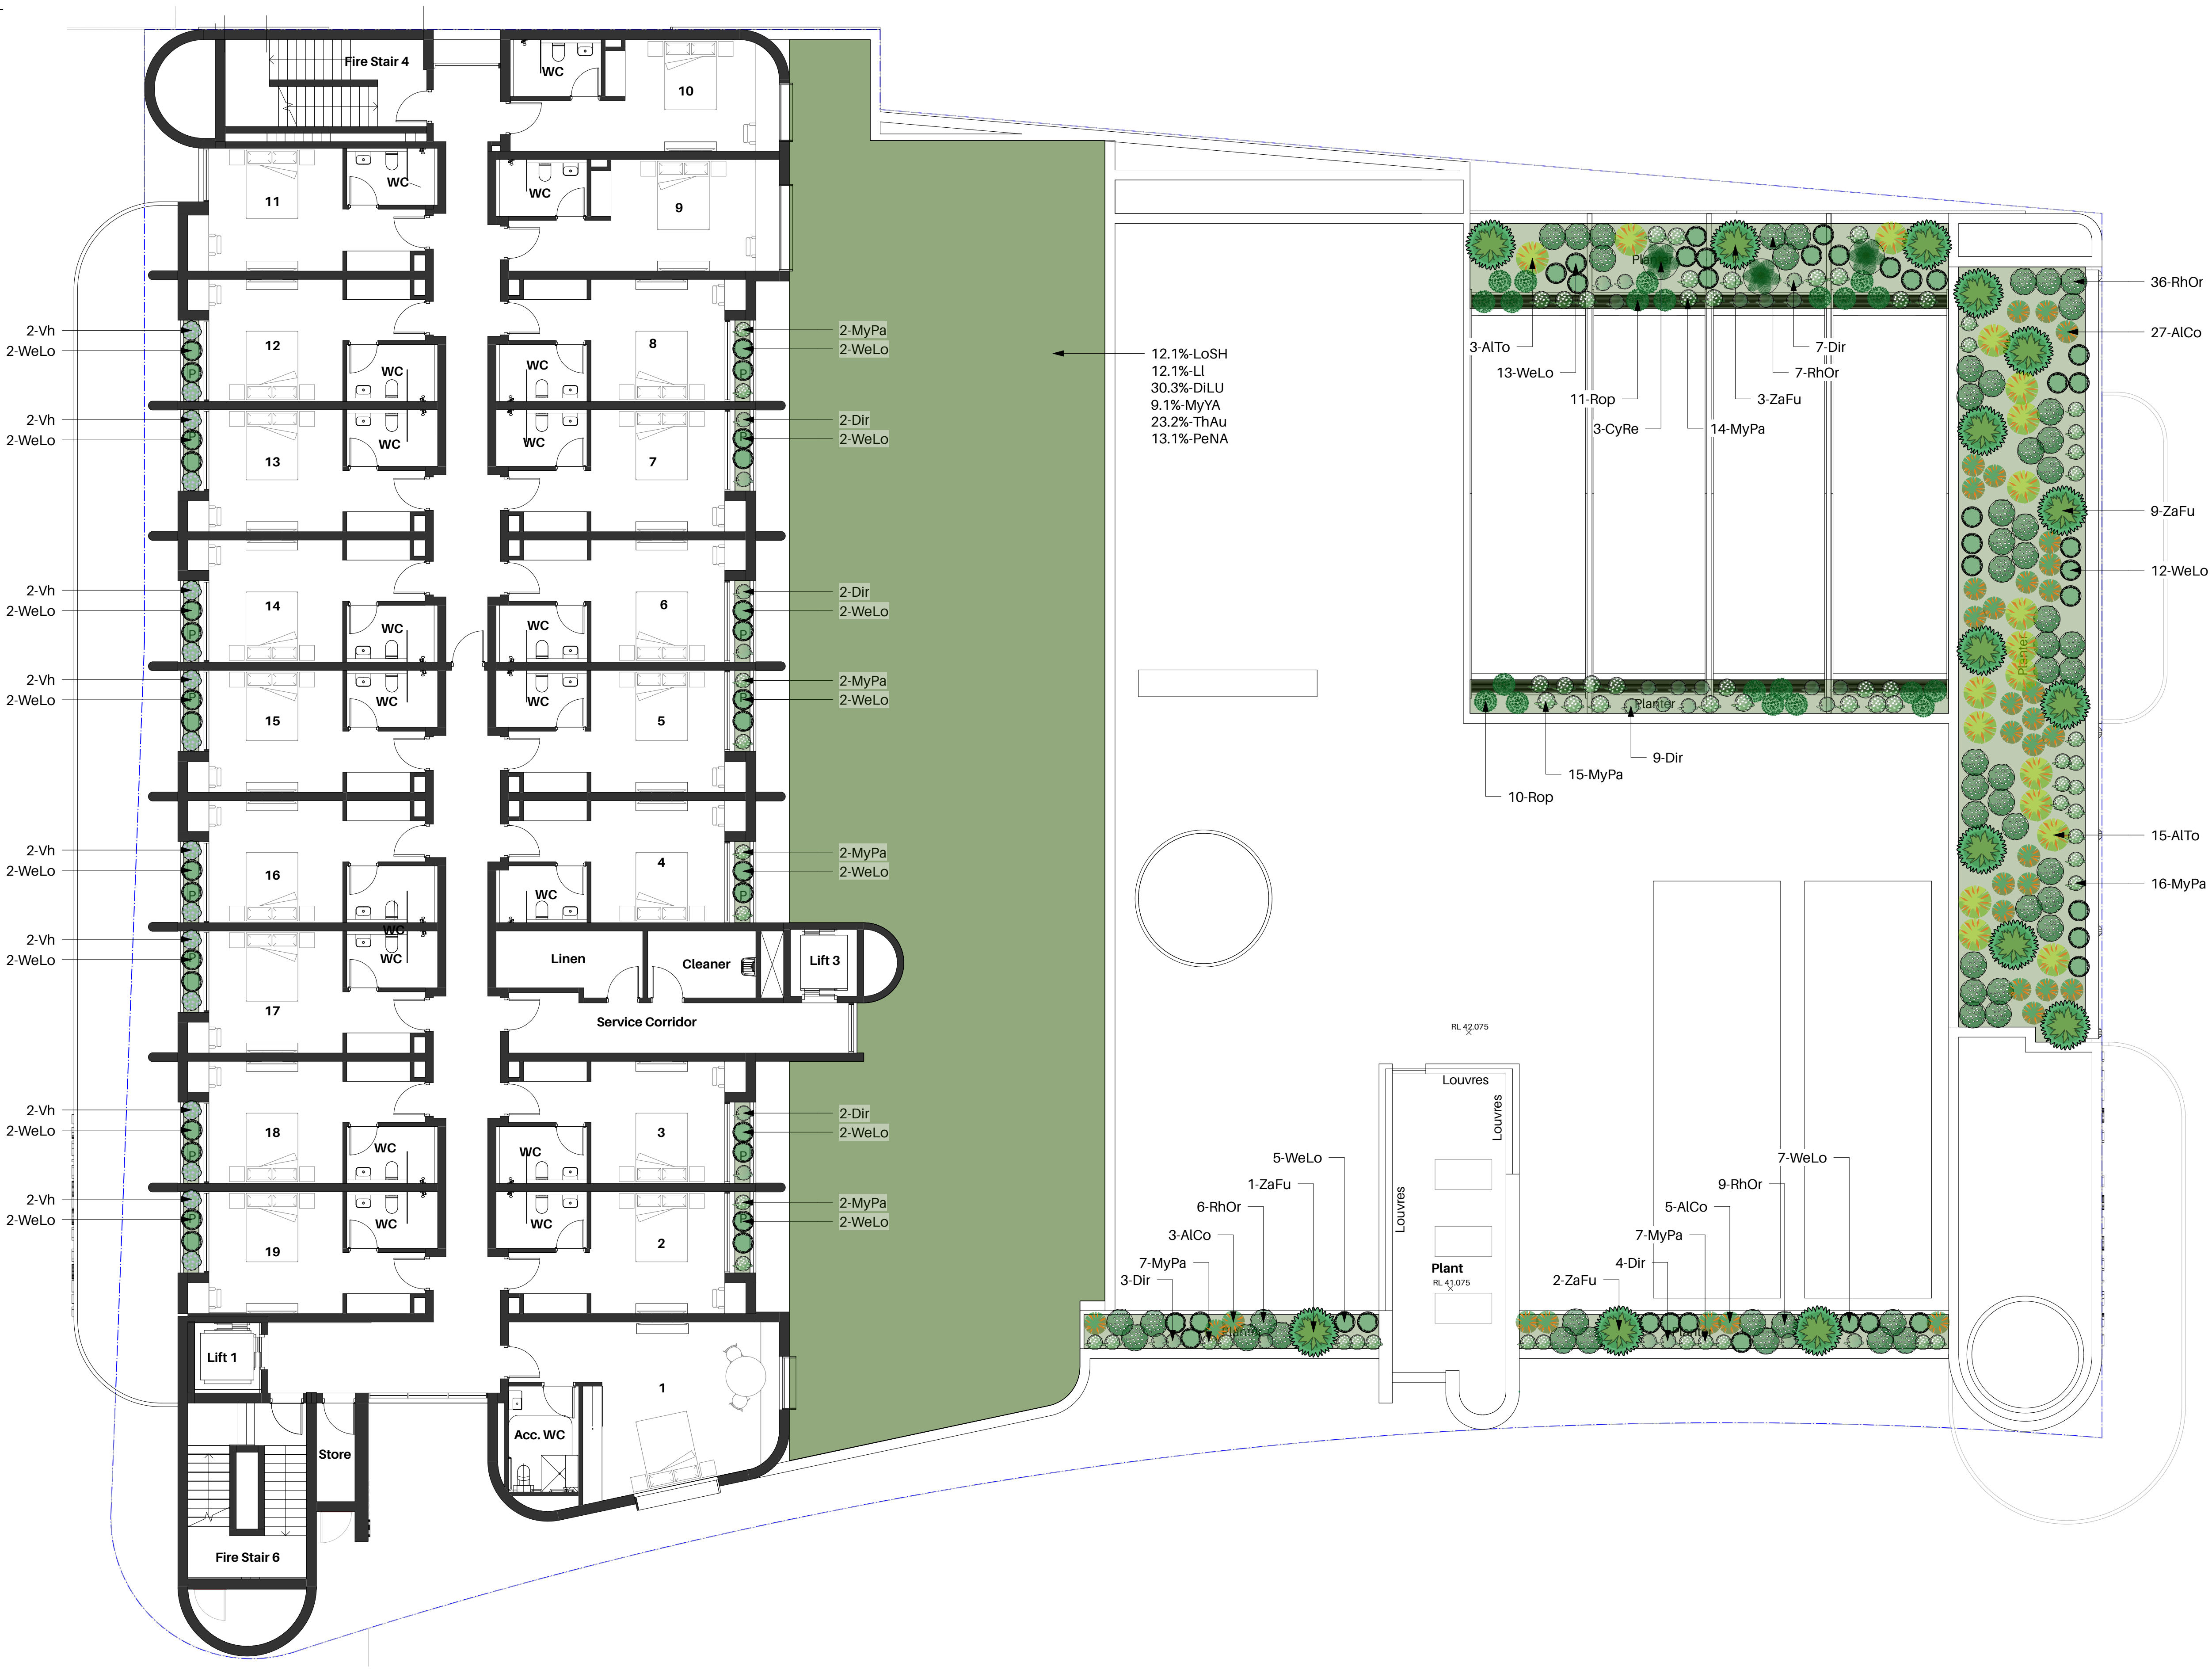 Fire Stair 4
WC
10
11
WC
WC
9
Planter
36-RhOr
27-AlCo
2-Vh
2-WeLo
P
12
WC
WC
8
2-MyPa
2-WeLo
P
12.1%-LoSH
12.1%-Ll
30.3%-DiLU
9.1%-MyYA
23.2%-ThAu
13.1%-PeNA
3-AlTo
13-WeLo
11-Rop
3-CyRe
7-Dir
7-RhOr
3-ZaFu
14-MyPa
2-Vh
2-WeLo
P
13
WC
WC
7
2-Dir
2-WeLo
P
9-ZaFu
12-WeLo
2-Vh
2-WeLo
P
14
WC
WC
6
2-Dir
2-WeLo
P
Planter
2-Vh
2-WeLo
P
15
WC
WC
5
2-MyPa
2-WeLo
P
Planter
9-Dir
15-MyPa
10-Rop
15-AlTo
16-MyPa
2-Vh
2-WeLo
P
16
WC
WC
4
2-MyPa
2-WeLo
P
2-Vh
2-WeLo
P
17
WC
Linen
Cleaner
Lift 3
Service Corridor
RL 42.075
Louvres
Louvres
Louvres
2-Vh
2-WeLo
P
18
WC
WC
3
2-Dir
2-WeLo
P
2-Vh
2-WeLo
P
19
WC
WC
2
2-MyPa
2-WeLo
P
5-WeLo
1-ZaFu
6-RhOr
3-AlCo
7-MyPa
3-Dir
Planter
Plant
RL 41.075
7-WeLo
9-RhOr
5-AlCo
7-MyPa
4-Dir
2-ZaFu
Planter
Lift 1
1
Acc. WC
Store
Fire Stair 6